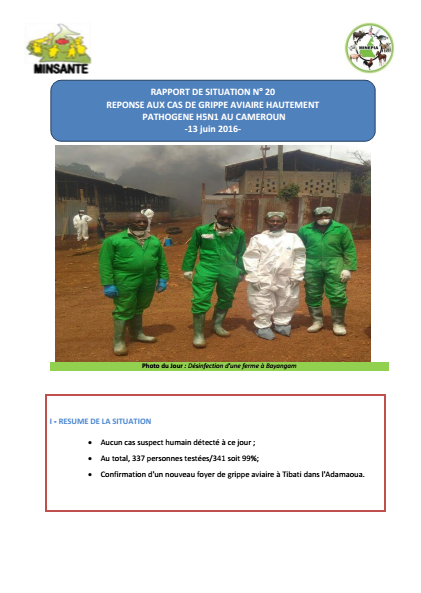 MINSANTE
MINEPIA
RAPPORT DE SITUATION N° 20
REPONSE AUX CAS DE GRIPPE AVIAIRE HAUTEMENT
PATHOGENE H5N1 AU CAMEROUN
-13 juin 2016-
Photo du Jour : Désinfection d'une ferme à Bayangam
I - RESUME DE LA SITUATION
• Aucun cas suspect humain détecté à ce jour ;
• Au total, 337 personnes testées/341 soit 99%;
• Confirmation d'un nouveau foyer de grippe aviaire à Tibati dans l'Adamaoua.